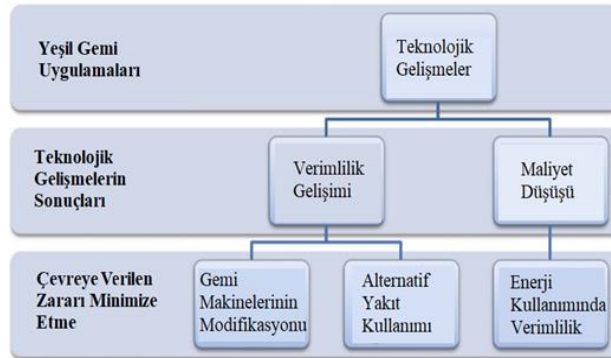 Yeşil Gemi
Uygulamaları
Teknolojik
Gelişmeler
Teknolojik
Gelişmelerin
Sonuçları
Verimlilik
Gelişimi
Maliyet
Düşüşü
Çevreye Verilen
Zararı Minimize
Etme
Gemi
Makinelerinin
Modifikasyonu
Alternatif
Yakıt
Kullanımı
Enerji
Kullanımında
Verimlilik